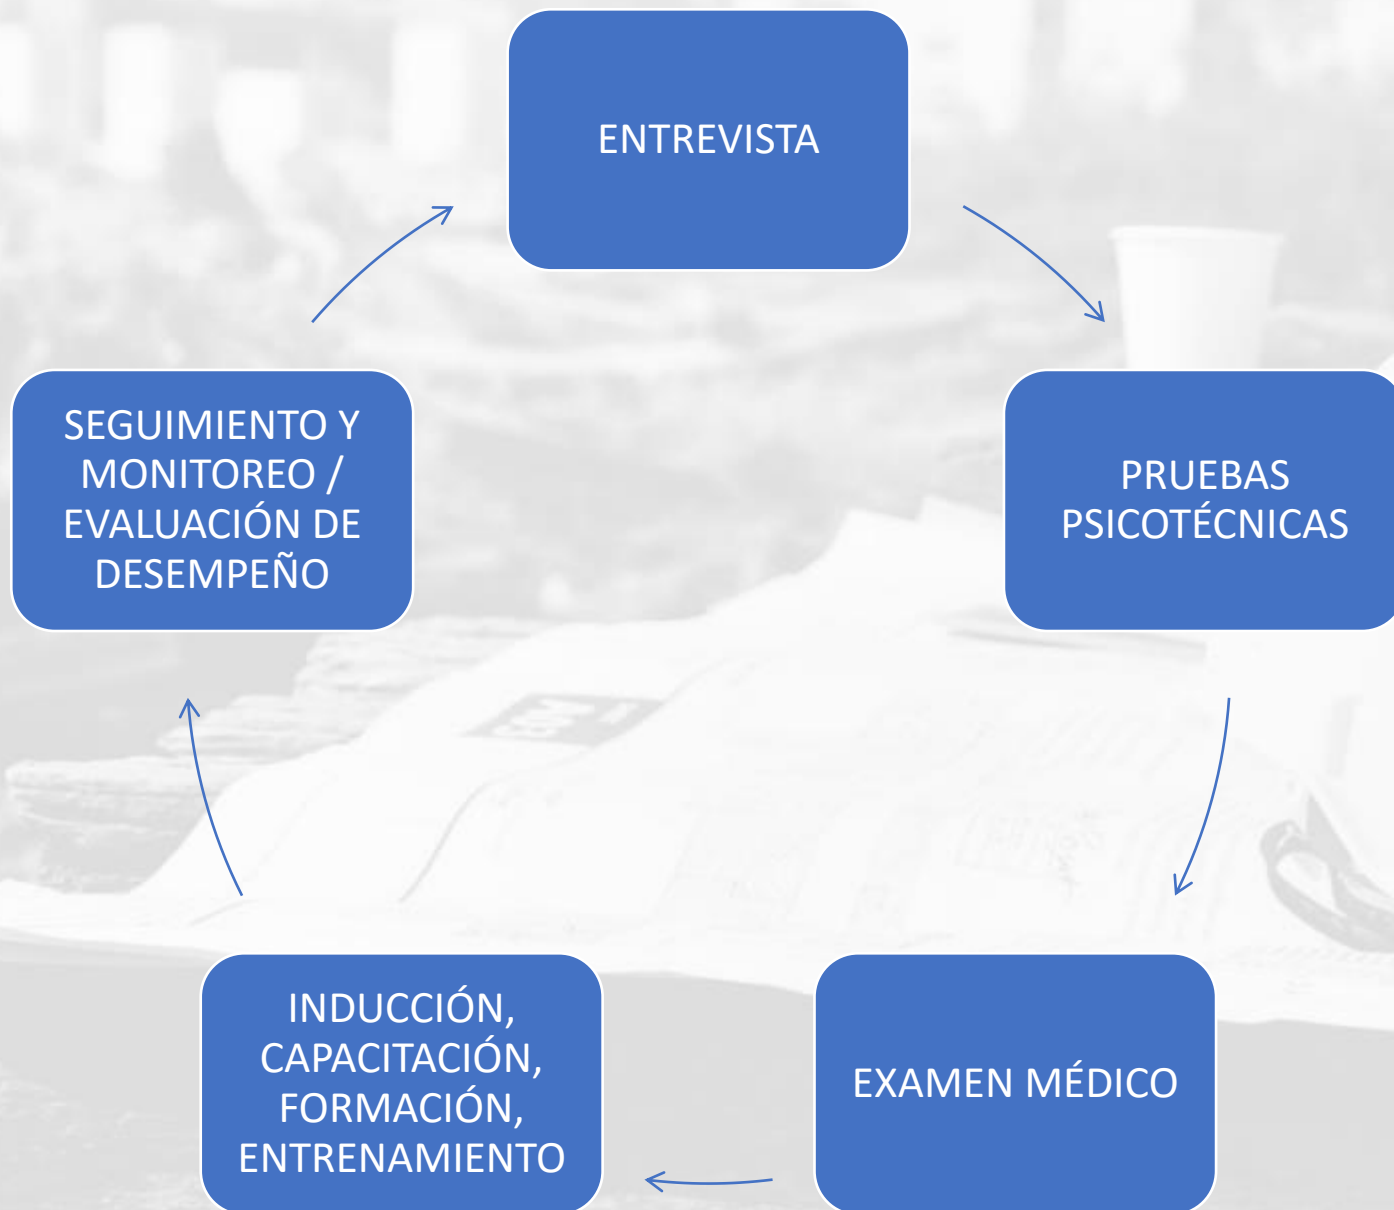 ENTREVISTA
PRUEBAS
PSICOTÉCNICAS
EXAMEN MÉDICO
INDUCCIÓN,
CAPACITACIÓN,
FORMACIÓN,
ENTRENAMIENTO
SEGUIMIENTO Y
MONITOREO /
EVALUACIÓN DE
DESEMPEÑO